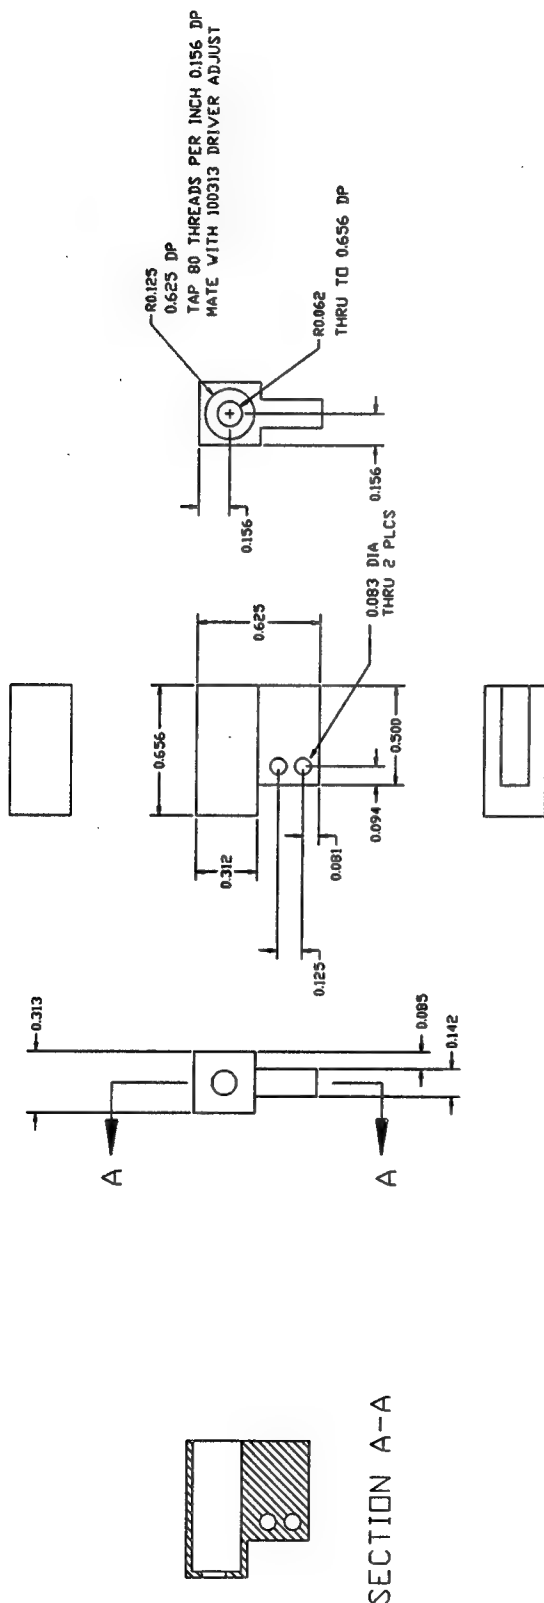 R0.125
0.625 DP
TAP 80 THREADS PER INCH 0.156 DP
MATE WITH 100313 DRIVER ADJUST
R0.062
THRU TO 0.656 DP
0.156
0.156
0.625
0.083 DIA
THRU 2 PLCS
0.656
0.500
0.312
0.094
0.081
0.125
0.313
0.085
0.142
A
A
SECTION A-A